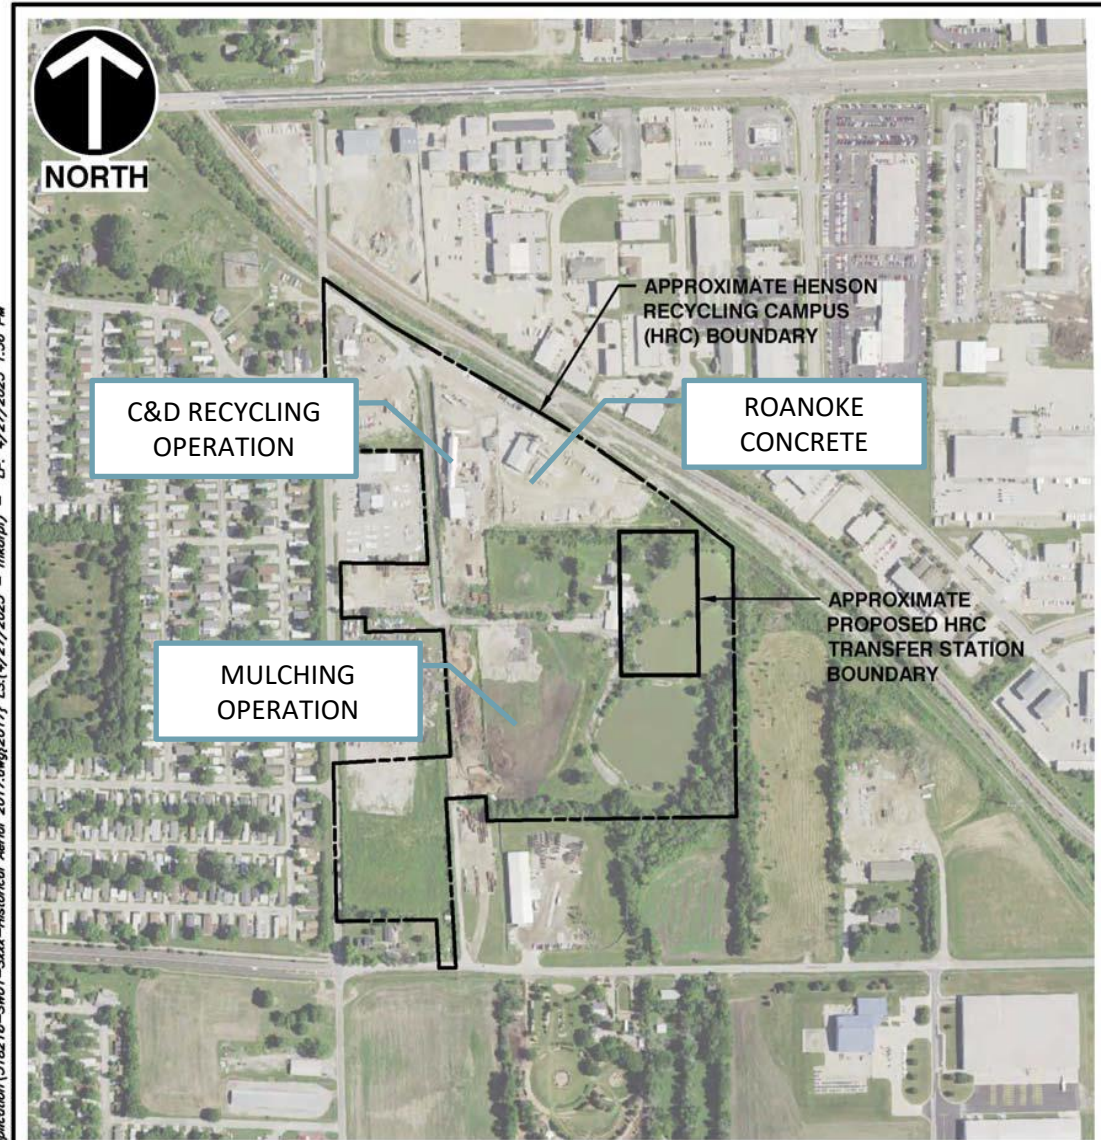 NORTH
APPROXIMATE HENSON
RECYCLING CAMPUS
(HRC) BOUNDARY
C&D RECYCLING
OPERATION
ROANOKE
CONCRETE
APPROXIMATE
PROPOSED HRC
TRANSFER STATION
BOUNDARY
MULCHING
OPERATION